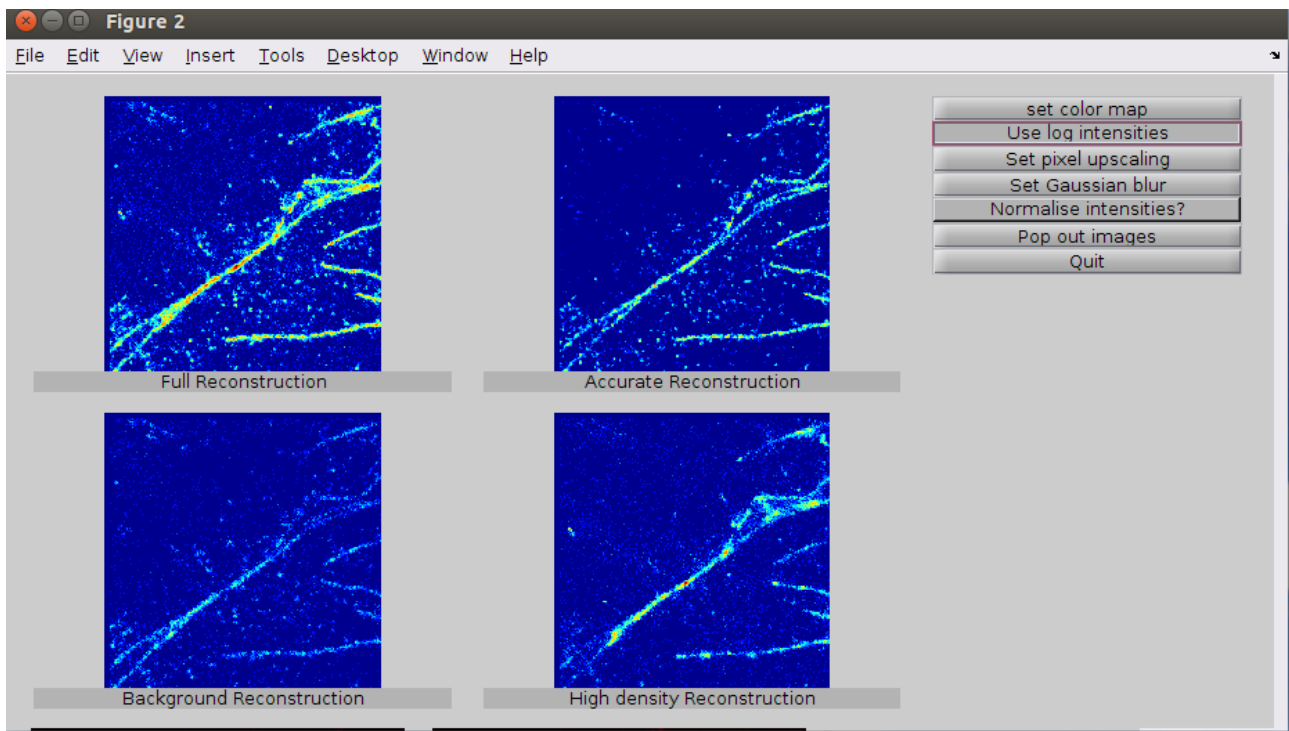 Figure 2
File Edit View Insert Tools Desktop Window Help
set color map
Use log intensities
Set pixel upscaling
Set Gaussian blur
Normalise intensities?
Pop out images
Quit
Full Reconstruction
Accurate Reconstruction
Background Reconstruction
High density Reconstruction